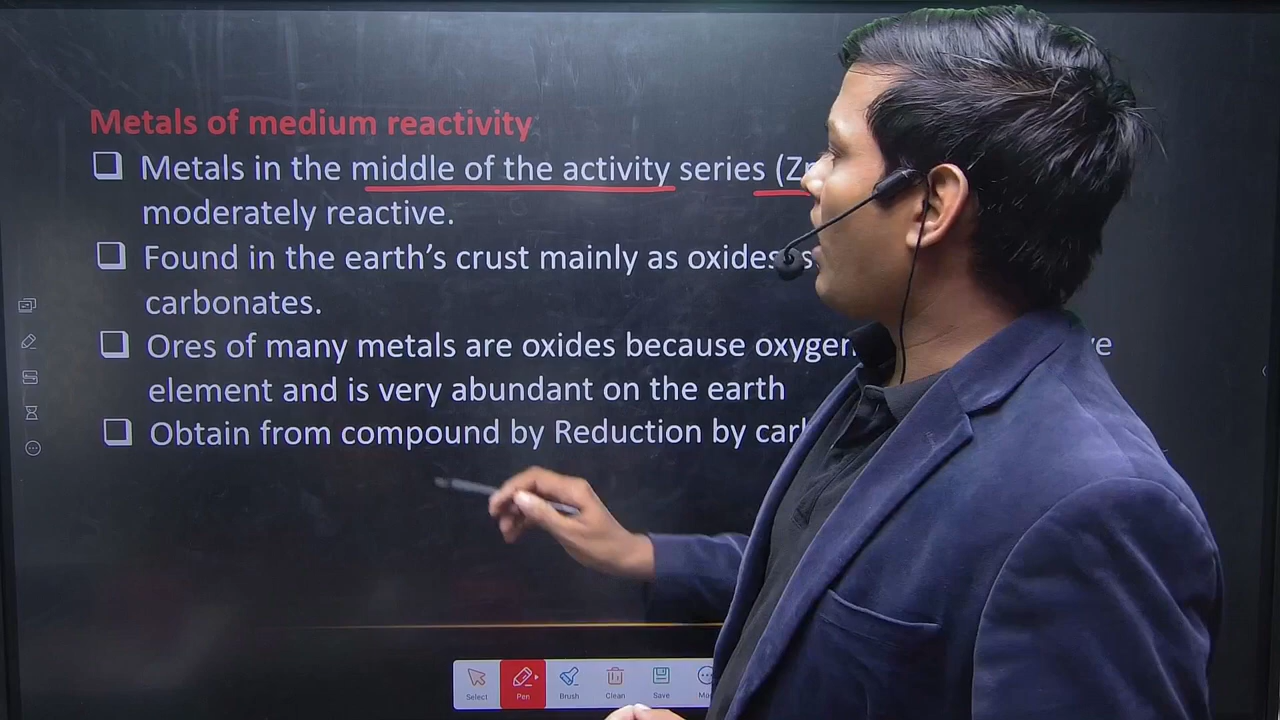 Metals of medium reactivity
Metals in the middle of the activity series
moderately reactive.
Found in the earth's crust mainly as oxides
carbonates.
Ores of many metals are oxides because oxygen
element and is very abundant on the earth
Obtain from compound by Reduction by
Select
Pen
Brush
Clean
Save